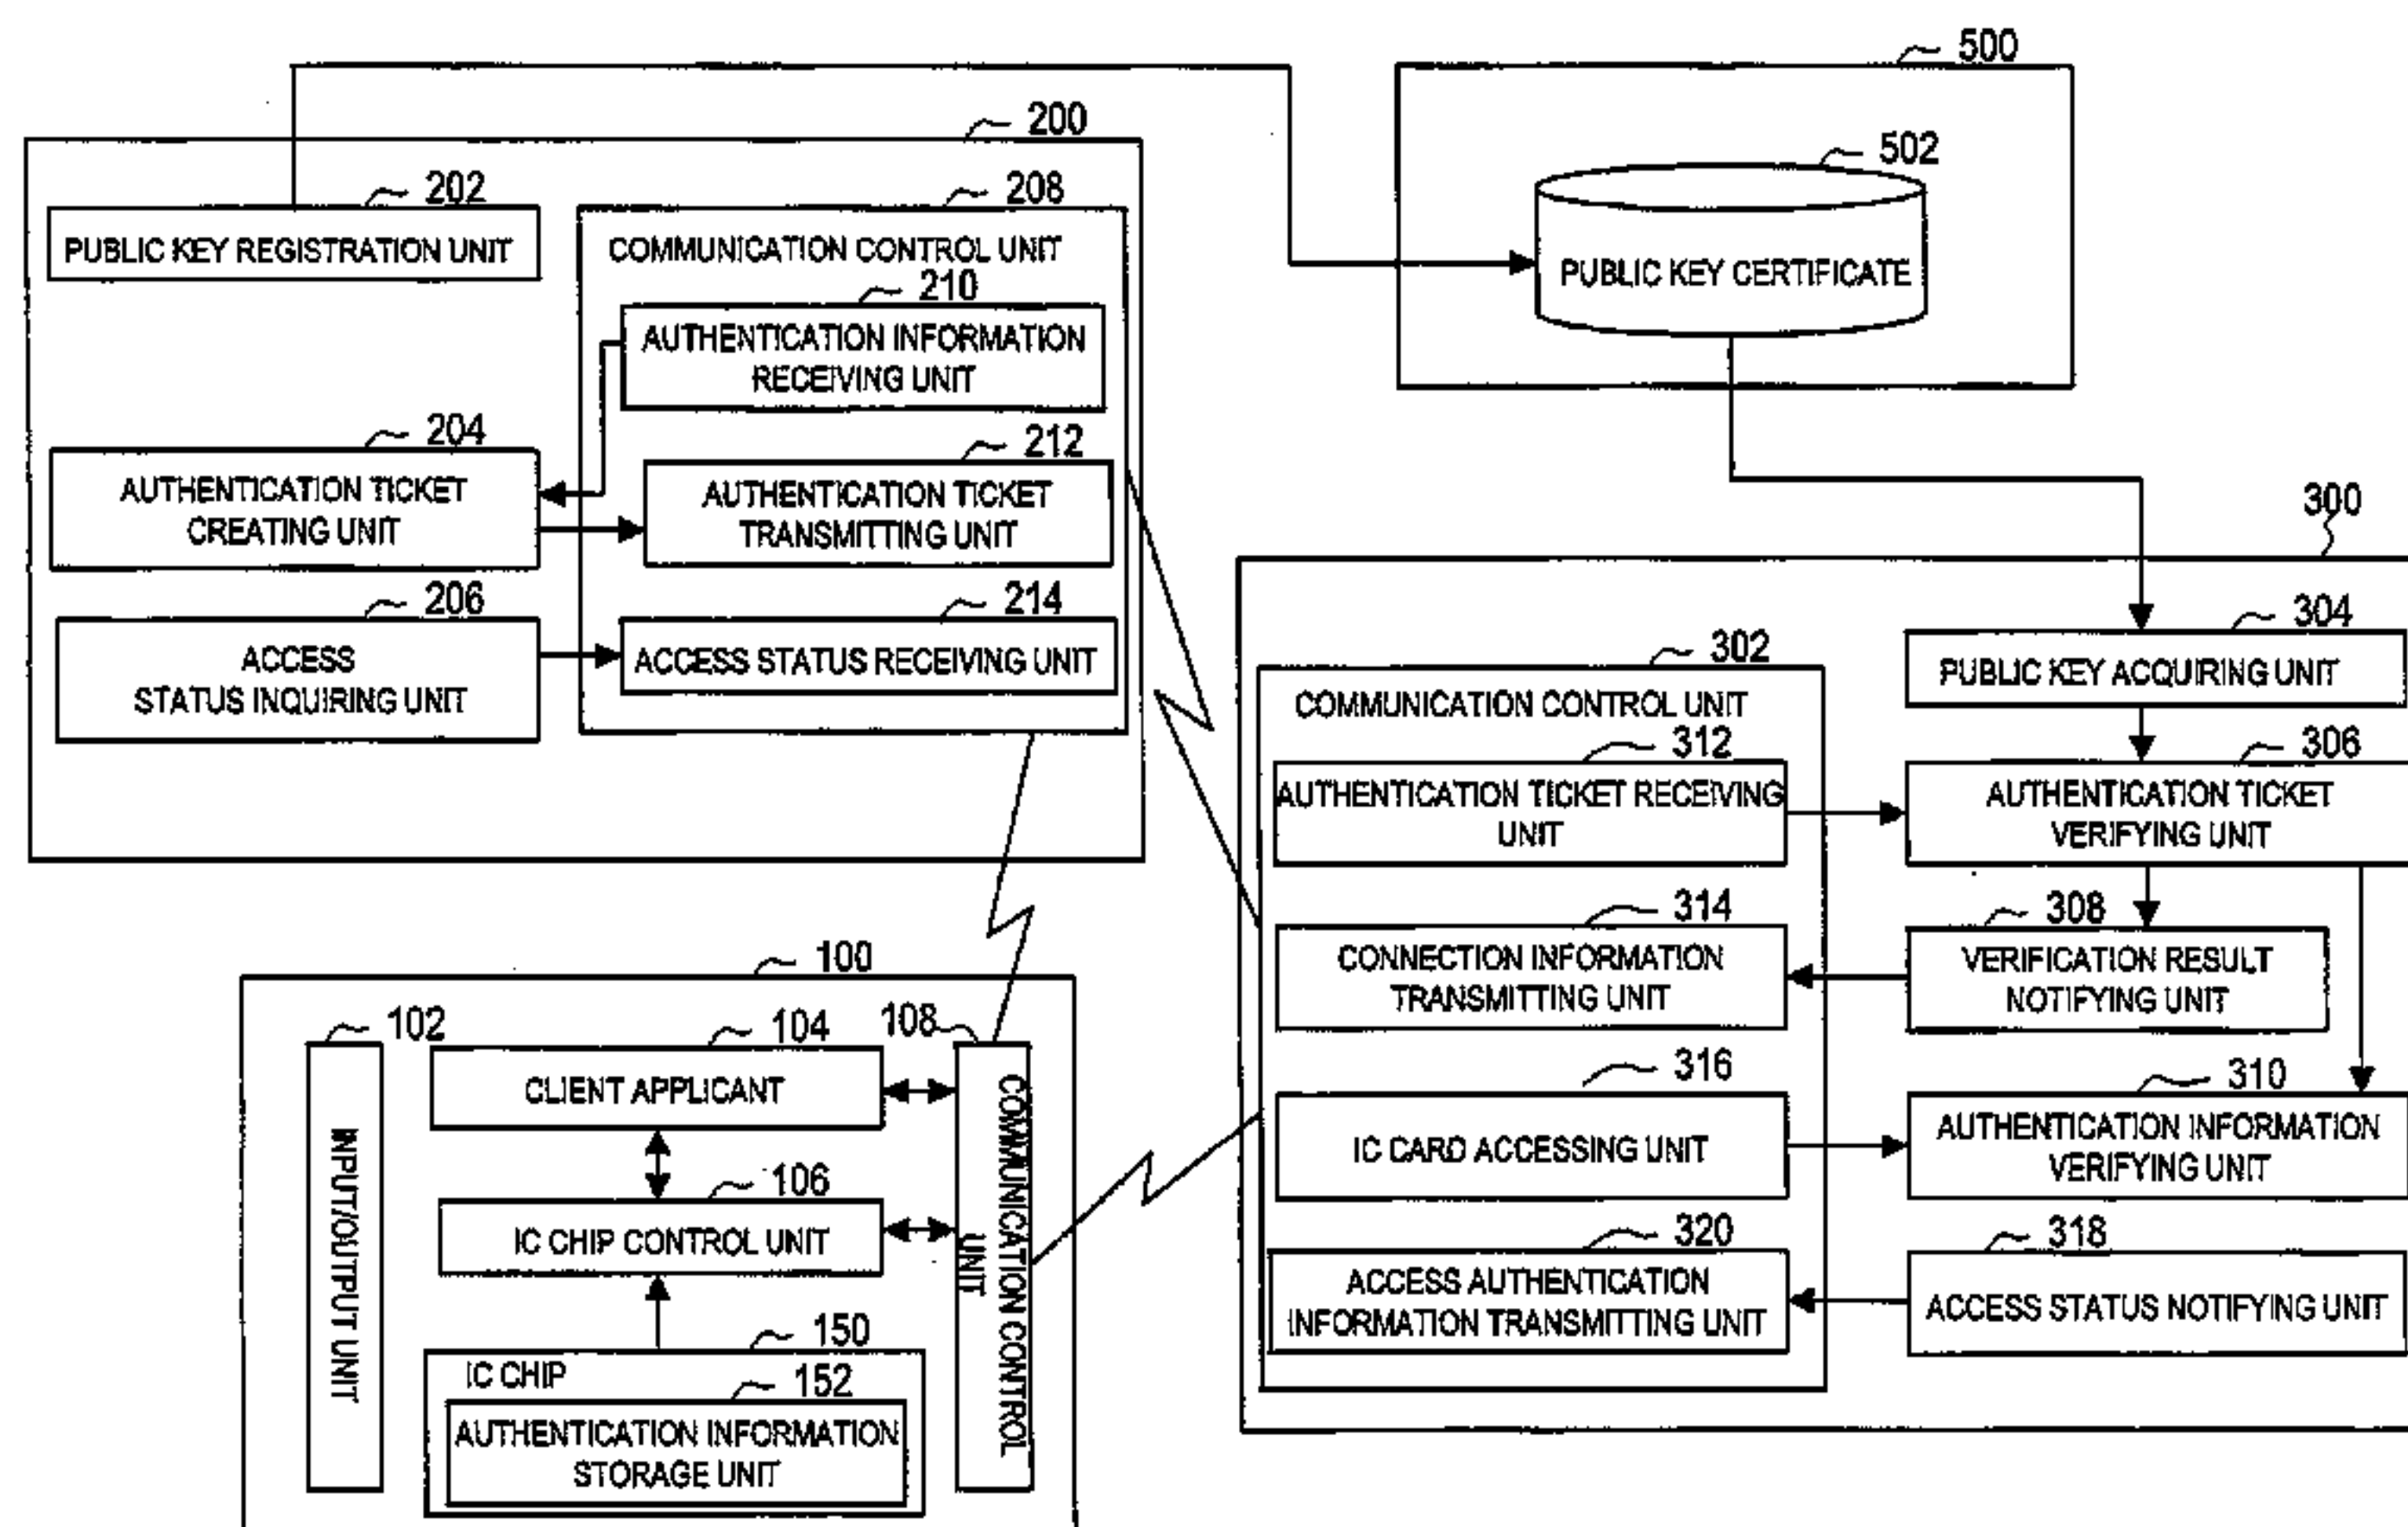 500
200
502
202
208
PUBLIC KEY REGISTRATION UNIT
COMMUNICATION CONTROL UNIT
PUBLIC KEY CERTIFICATE
210
AUTHENTICATION INFORMATION
RECEIVING UNIT
204
212
AUTHENTICATION TICKET
CREATING UNIT
AUTHENTICATION TICKET
TRANSMITTING UNIT
300
206
214
ACCESS
STATUS INQUIRING UNIT
ACCESS STATUS RECEIVING UNIT
304
302
PUBLIC KEY ACQUIRING UNIT
COMMUNICATION CONTROL UNIT
312
306
AUTHENTICATION TICKET RECEIVING
UNIT
AUTHENTICATION TICKET
VERIFYING UNIT
314
308
CONNECTION INFORMATION
TRANSMITTING UNIT
VERIFICATION RESULT
NOTIFYING UNIT
316
310
IC CARD ACCESSING UNIT
AUTHENTICATION INFORMATION
VERIFYING UNIT
320
318
ACCESS AUTHENTICATION
INFORMATION TRANSMITTING UNIT
ACCESS STATUS NOTIFYING UNIT
100
102
104
108
INPUT/OUTPUT UNIT
CLIENT APPLICANT
COMMUNICATION CONTROL
UNIT
106
IC CHIP CONTROL UNIT
150
IC CHIP
152
AUTHENTICATION INFORMATION
STORAGE UNIT